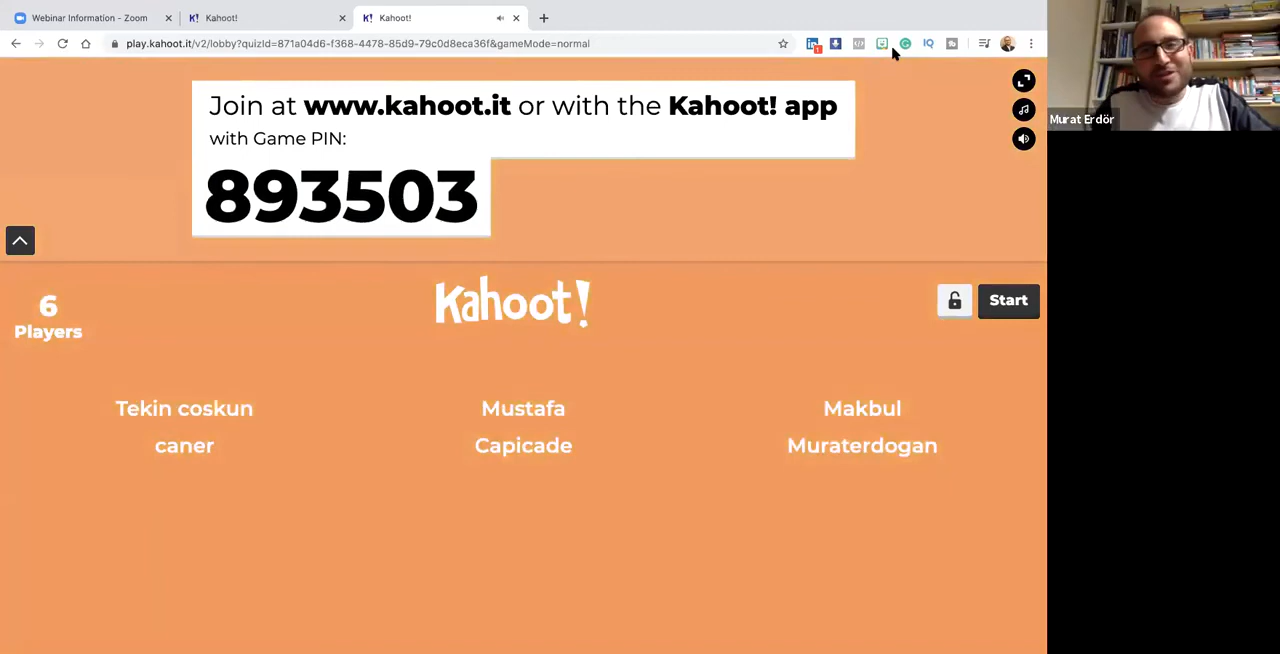 Webinar Information - Zoom
Kahoot!
Kahoot!
play.kahoot.it/v2/lobby?quizId=871a04d6-f368-4478-85d9-79c0d8eca36f&gameMode=normal
1
IQ
Join at www.kahoot.it or with the Kahoot! app
with Game PIN:
893503
Murat Erdör
6
Players
Kahoot!
Start
Tekin coskun
Mustafa
Makbul
caner
Capicade
Muraterdogan